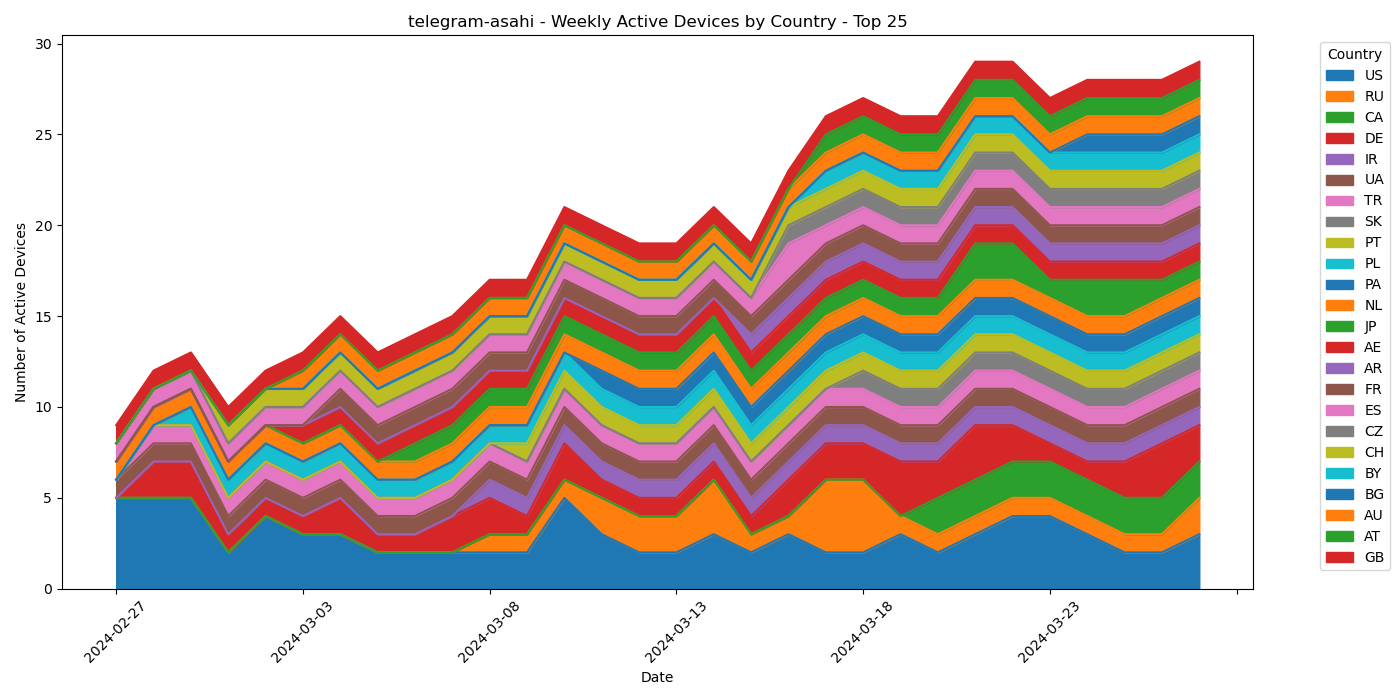 telegram-asahi - Weekly Active Devices by Country - Top 25
Number of Active Devices
30
25
20
15
10
5
0
2024-02-27
2024-03-03
2024-03-08
2024-03-13
2024-03-18
2024-03-23
Date
Country
US
RU
CA
DE
IR
UA
TR
SK
PT
PL
PA
NL
JP
AE
AR
FR
ES
CZ
CH
BY
BG
AU
AT
GB